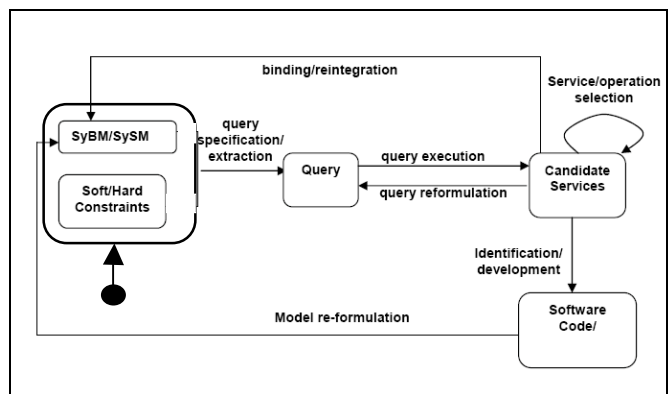 binding/reintegration
Service/operation
selection
SyBM/SySM
query
specification/
extraction
Soft/Hard
Constraints
Query
query execution
query reformulation
Candidate
Services
Identification/
development
Model re-formulation
Software
Code/